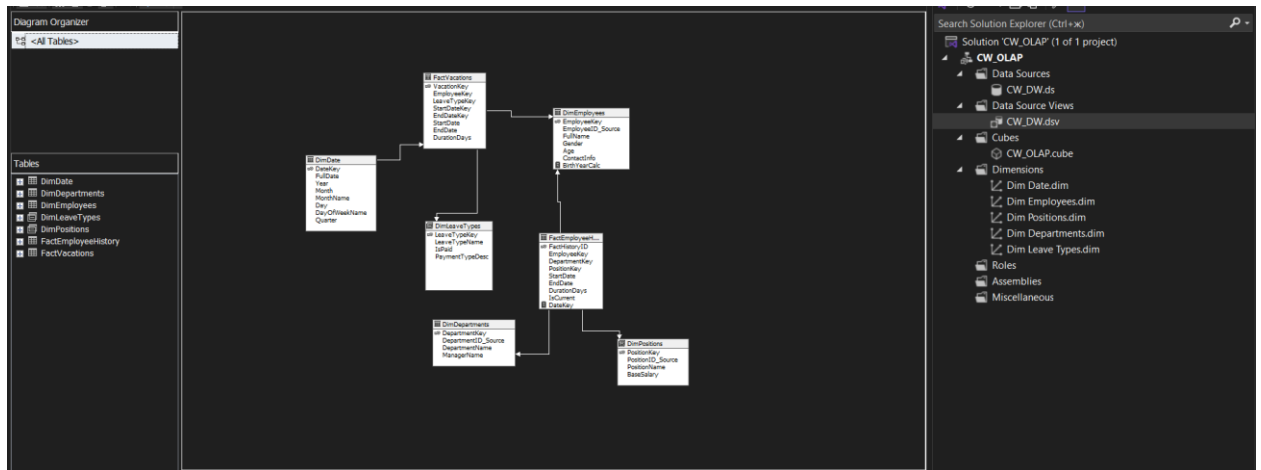 Diagram Organizer
<All Tables>
Tables
DimDate
DimDepartments
DimEmployees
DimLeaveTypes
DimPositions
FactEmployeeHistory
FactVacations
FactVacations
VacationKey
EmployeeKey
LeaveTypeKey
StartDateKey
EndDateKey
StartDate
EndDate
DurationDays
DimEmployees
EmployeeKey
EmployeeID_Source
FullName
Gender
Age
ContactInfo
BirthYearCalc
DimDate
DateKey
FullDate
Year
Month
MonthName
Day
DayOfWeekName
Quarter
DimLeaveTypes
LeaveTypeKey
LeaveTypeName
IsPaid
PaymentTypeDesc
FactEmployeeH...
FactHistoryID
EmployeeKey
DepartmentKey
PositionKey
StartDate
EndDate
DurationDays
IsCurrent
DateKey
DimDepartments
DepartmentKey
DepartmentID_Source
DepartmentName
ManagerName
DimPositions
PositionKey
PositionID_Source
PositionName
BaseSalary
Search Solution Explorer (Ctrl+ж)
Solution 'CW_OLAP' (1 of 1 project)
CW_OLAP
Data Sources
CW_DW.ds
Data Source Views
CW_DW.dsv
Cubes
CW_OLAP.cube
Dimensions
Dim Date.dim
Dim Employees.dim
Dim Positions.dim
Dim Departments.dim
Dim Leave Types.dim
Roles
Assemblies
Miscellaneous